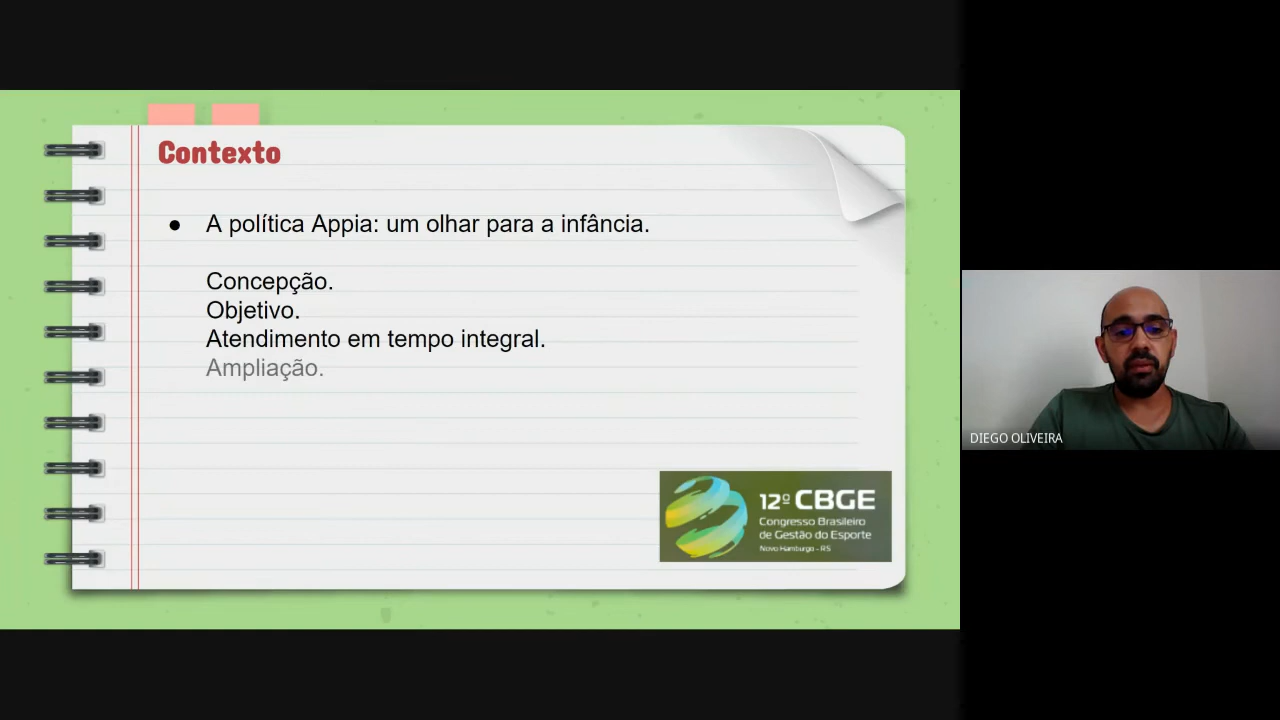 Contexto
● A política Appia: um olhar para a infância.
Concepção.
Objetivo.
Atendimento em tempo integral.
Ampliação.
12º CBGE
Congresso Brasileiro
de Gestão do Esporte
Novo Hamburgo - RS
DIEGO OLIVEIRA